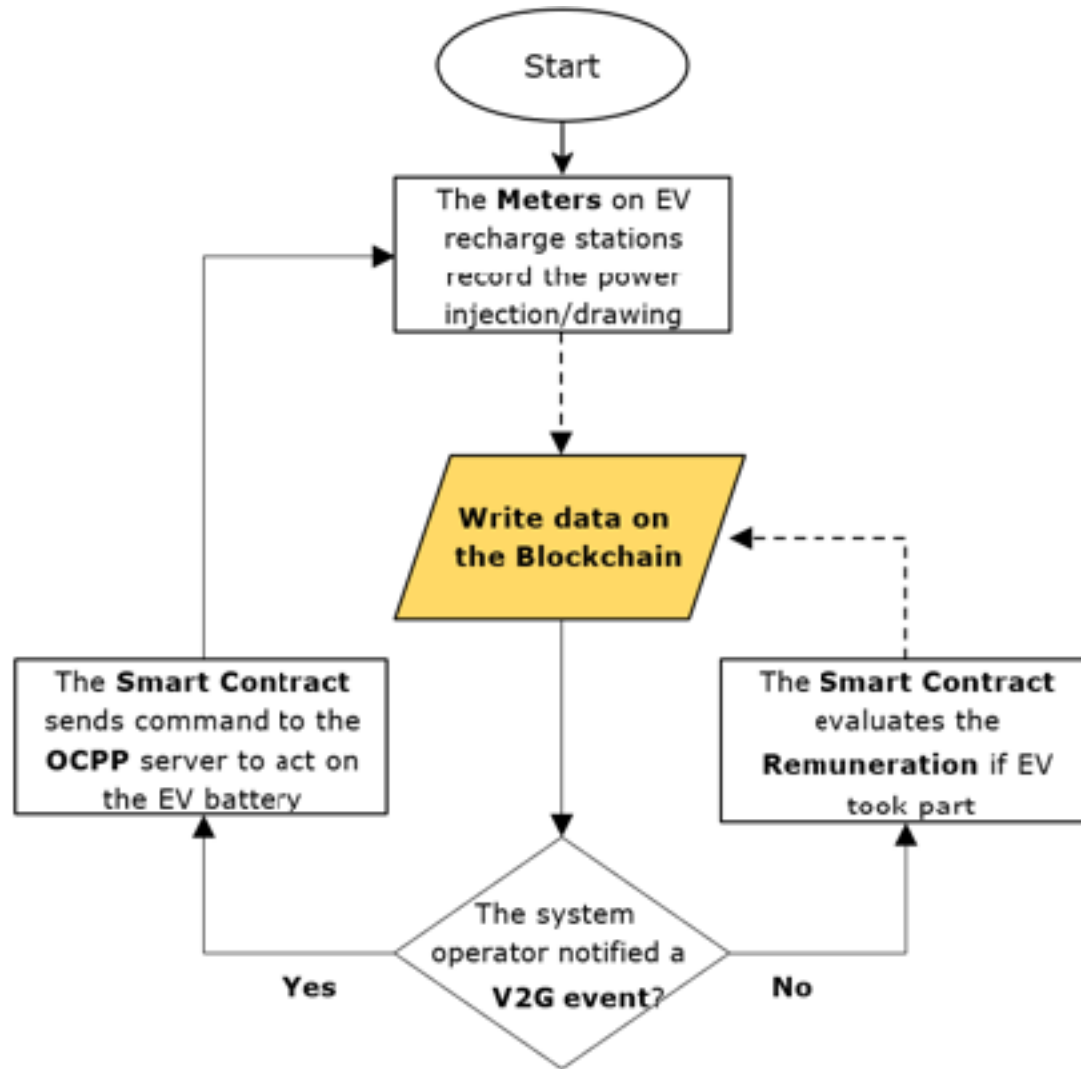 Start
The Meters on EV
recharge stations
record the power
injection/drawing
Write data on
the Blockchain
The Smart Contract
sends command to the
OCPP server to act on
the EV battery
The Smart Contract
evaluates the
Remuneration if EV
took part
The system
operator notified a
V2G event?
Yes
No